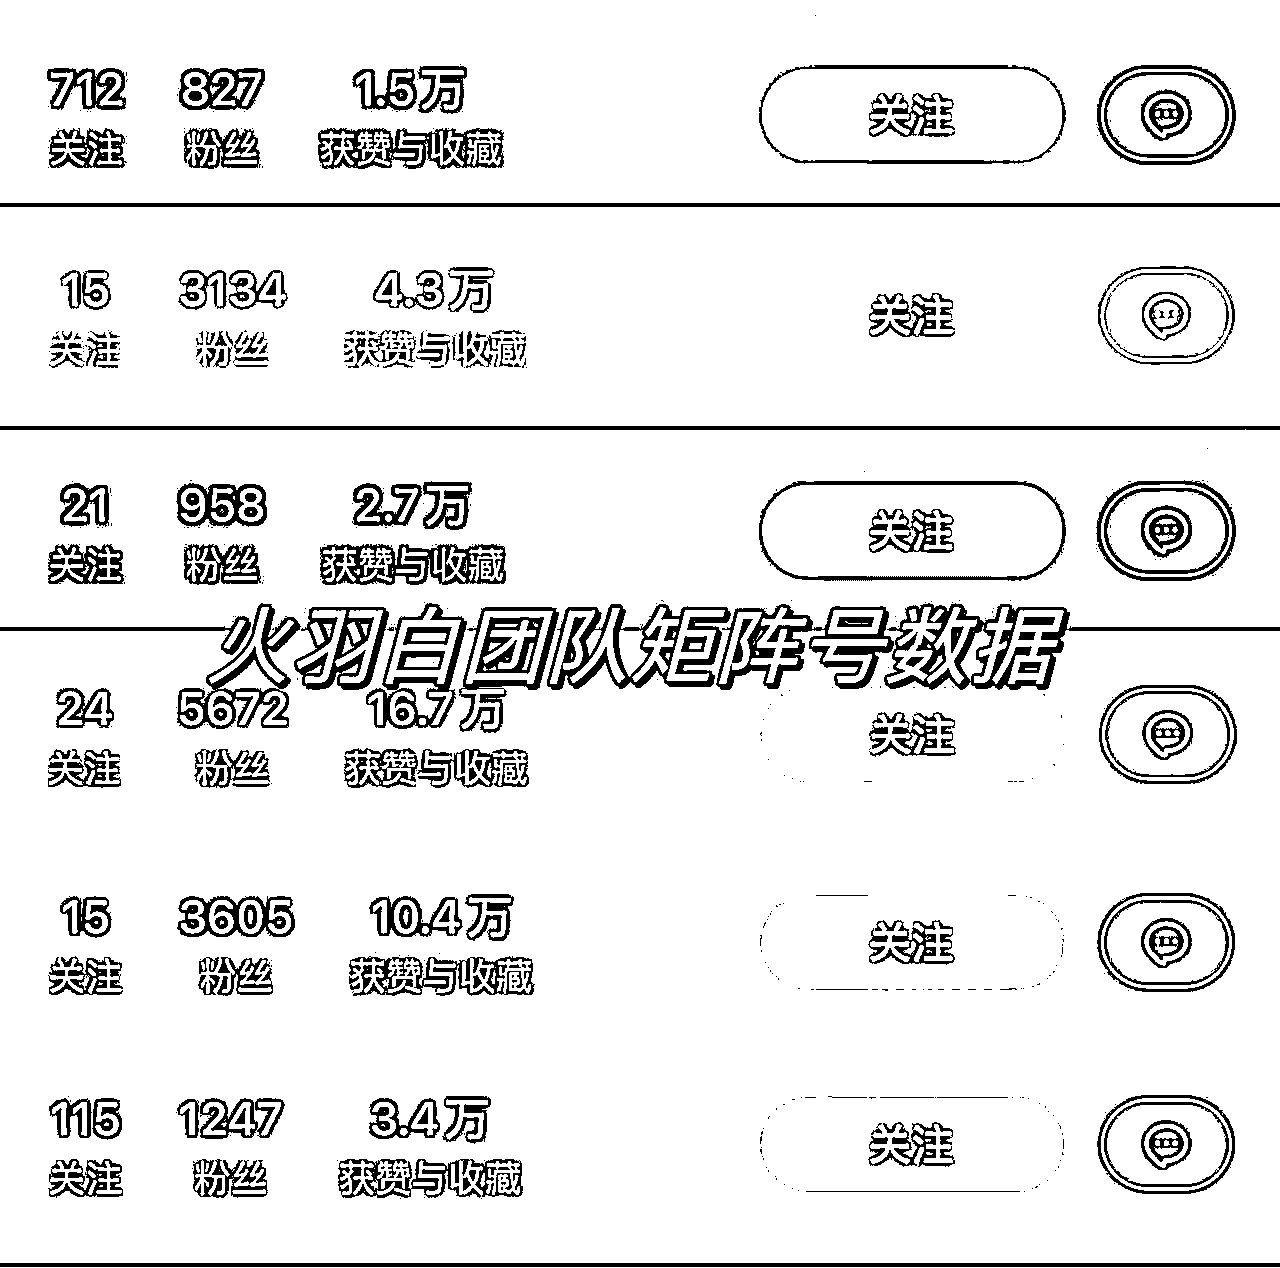 712 827 1.5万 关注
关注 粉丝 获赞与收藏
15 3134 4.3万 关注
关注 粉丝 获赞与收藏
21 958 2.7万 关注
关注 粉丝 获赞与收藏
火羽白团队矩阵号数据
24 5672 16.7万 关注
关注 粉丝 获赞与收藏
15 3605 10.4万 关注
关注 粉丝 获赞与收藏
115 1247 3.4万 关注
关注 粉丝 获赞与收藏